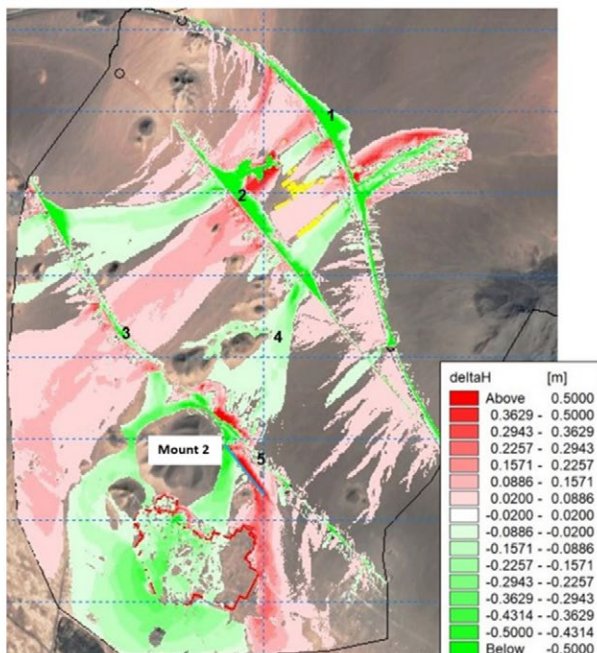 1
2
3
4
Mount 2
5
deltaH [m]
Above 0.5000
0.3629 - 0.5000
0.2943 - 0.3629
0.2257 - 0.2943
0.1571 - 0.2257
0.0886 - 0.1571
0.0200 - 0.0886
-0.0200 - 0.0200
-0.0886 - -0.0200
-0.1571 - -0.0886
-0.2257 - -0.1571
-0.2943 - -0.2257
-0.3629 - -0.2943
-0.4314 - -0.3629
-0.5000 - -0.4314
Below -0.5000